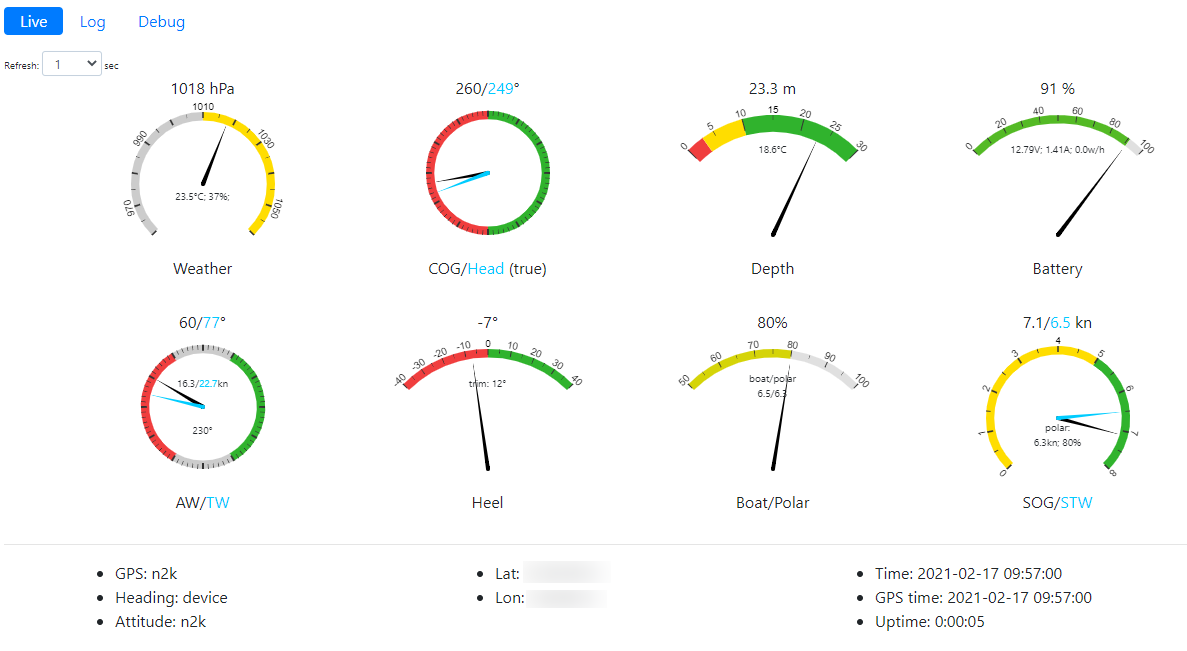 Live Log Debug
Refresh: 1 sec
1018 hPa 260/249° 23.3 m 91 %
970 990 1010 1030 1050
23.5°C; 37%;
0 5 10 15 20 25 30
18.6°C
0 20 40 60 80 100
12.79V; 1.41A; 0.0w/h
Weather COG/Head (true) Depth Battery
60/77° -7° 80% 7.1/6.5 kn
16.3/22.7kn
230°
-40 -30 -20 -10 0 10 20 30 40
trim: 12°
50 60 70 80 90 100
boat/polar
6.5/6.3
0 1 2 3 4 5 6 7 8
polar:
6.3kn; 80%
AW/TW Heel Boat/Polar SOG/STW
GPS: n2k
Heading: device
Attitude: n2k
Lat:
Lon:
Time: 2021-02-17 09:57:00
GPS time: 2021-02-17 09:57:00
Uptime: 0:00:05